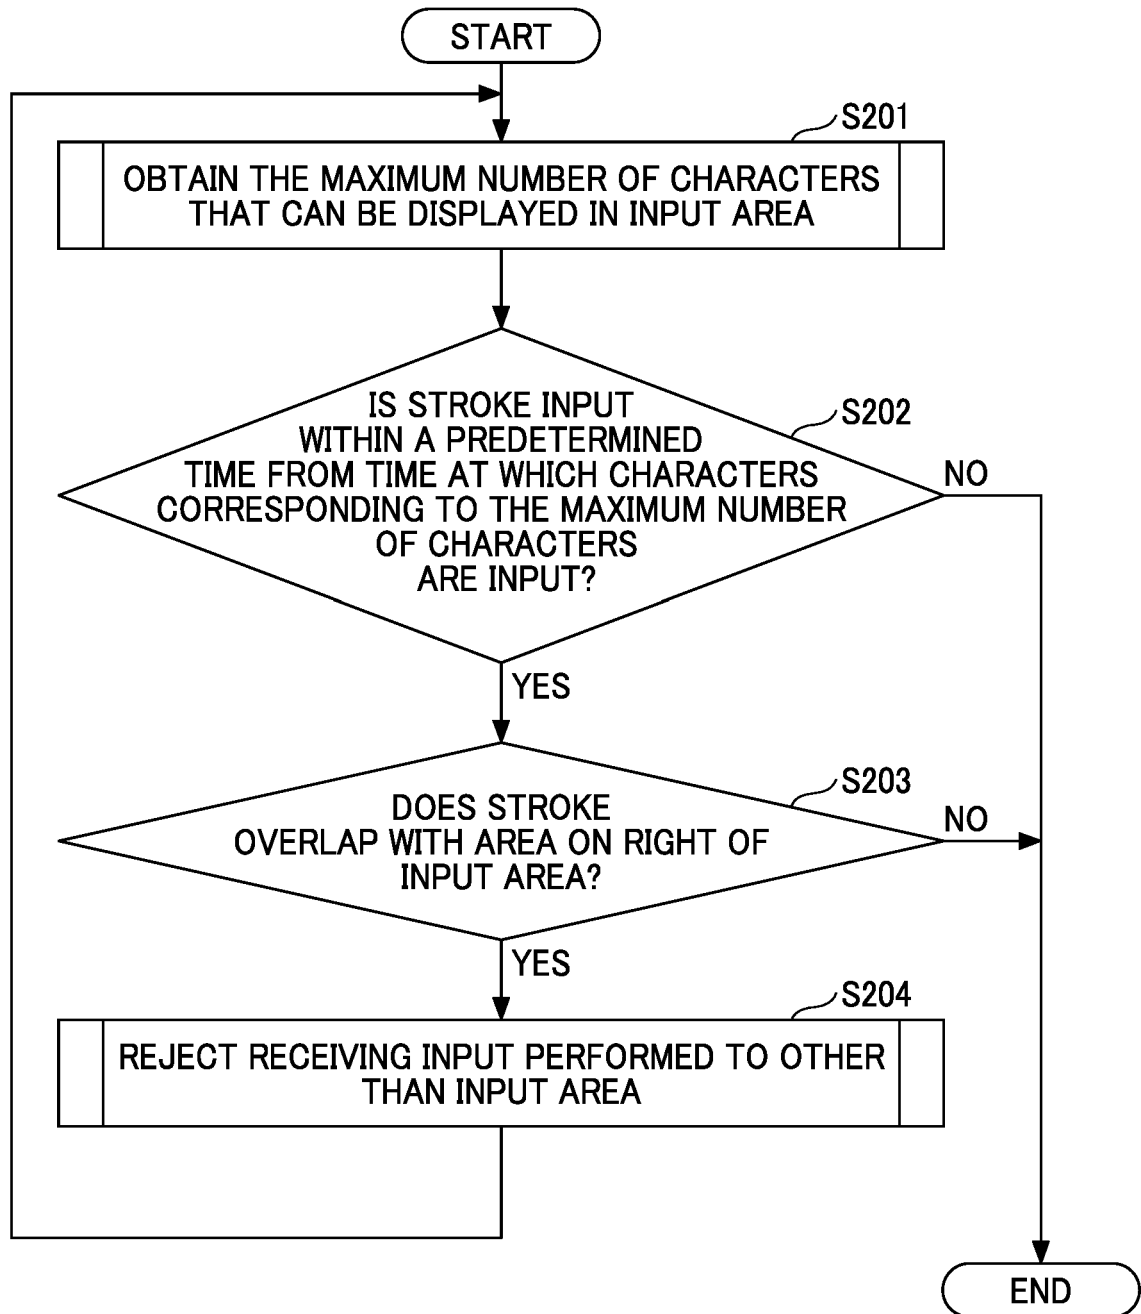 START
S201
OBTAIN THE MAXIMUM NUMBER OF CHARACTERS
THAT CAN BE DISPLAYED IN INPUT AREA
IS STROKE INPUT
WITHIN A PREDETERMINED
TIME FROM TIME AT WHICH CHARACTERS
CORRESPONDING TO THE MAXIMUM NUMBER
OF CHARACTERS
ARE INPUT?
S202
NO
YES
DOES STROKE
OVERLAP WITH AREA ON RIGHT OF
INPUT AREA?
S203
NO
YES
S204
REJECT RECEIVING INPUT PERFORMED TO OTHER
THAN INPUT AREA
END